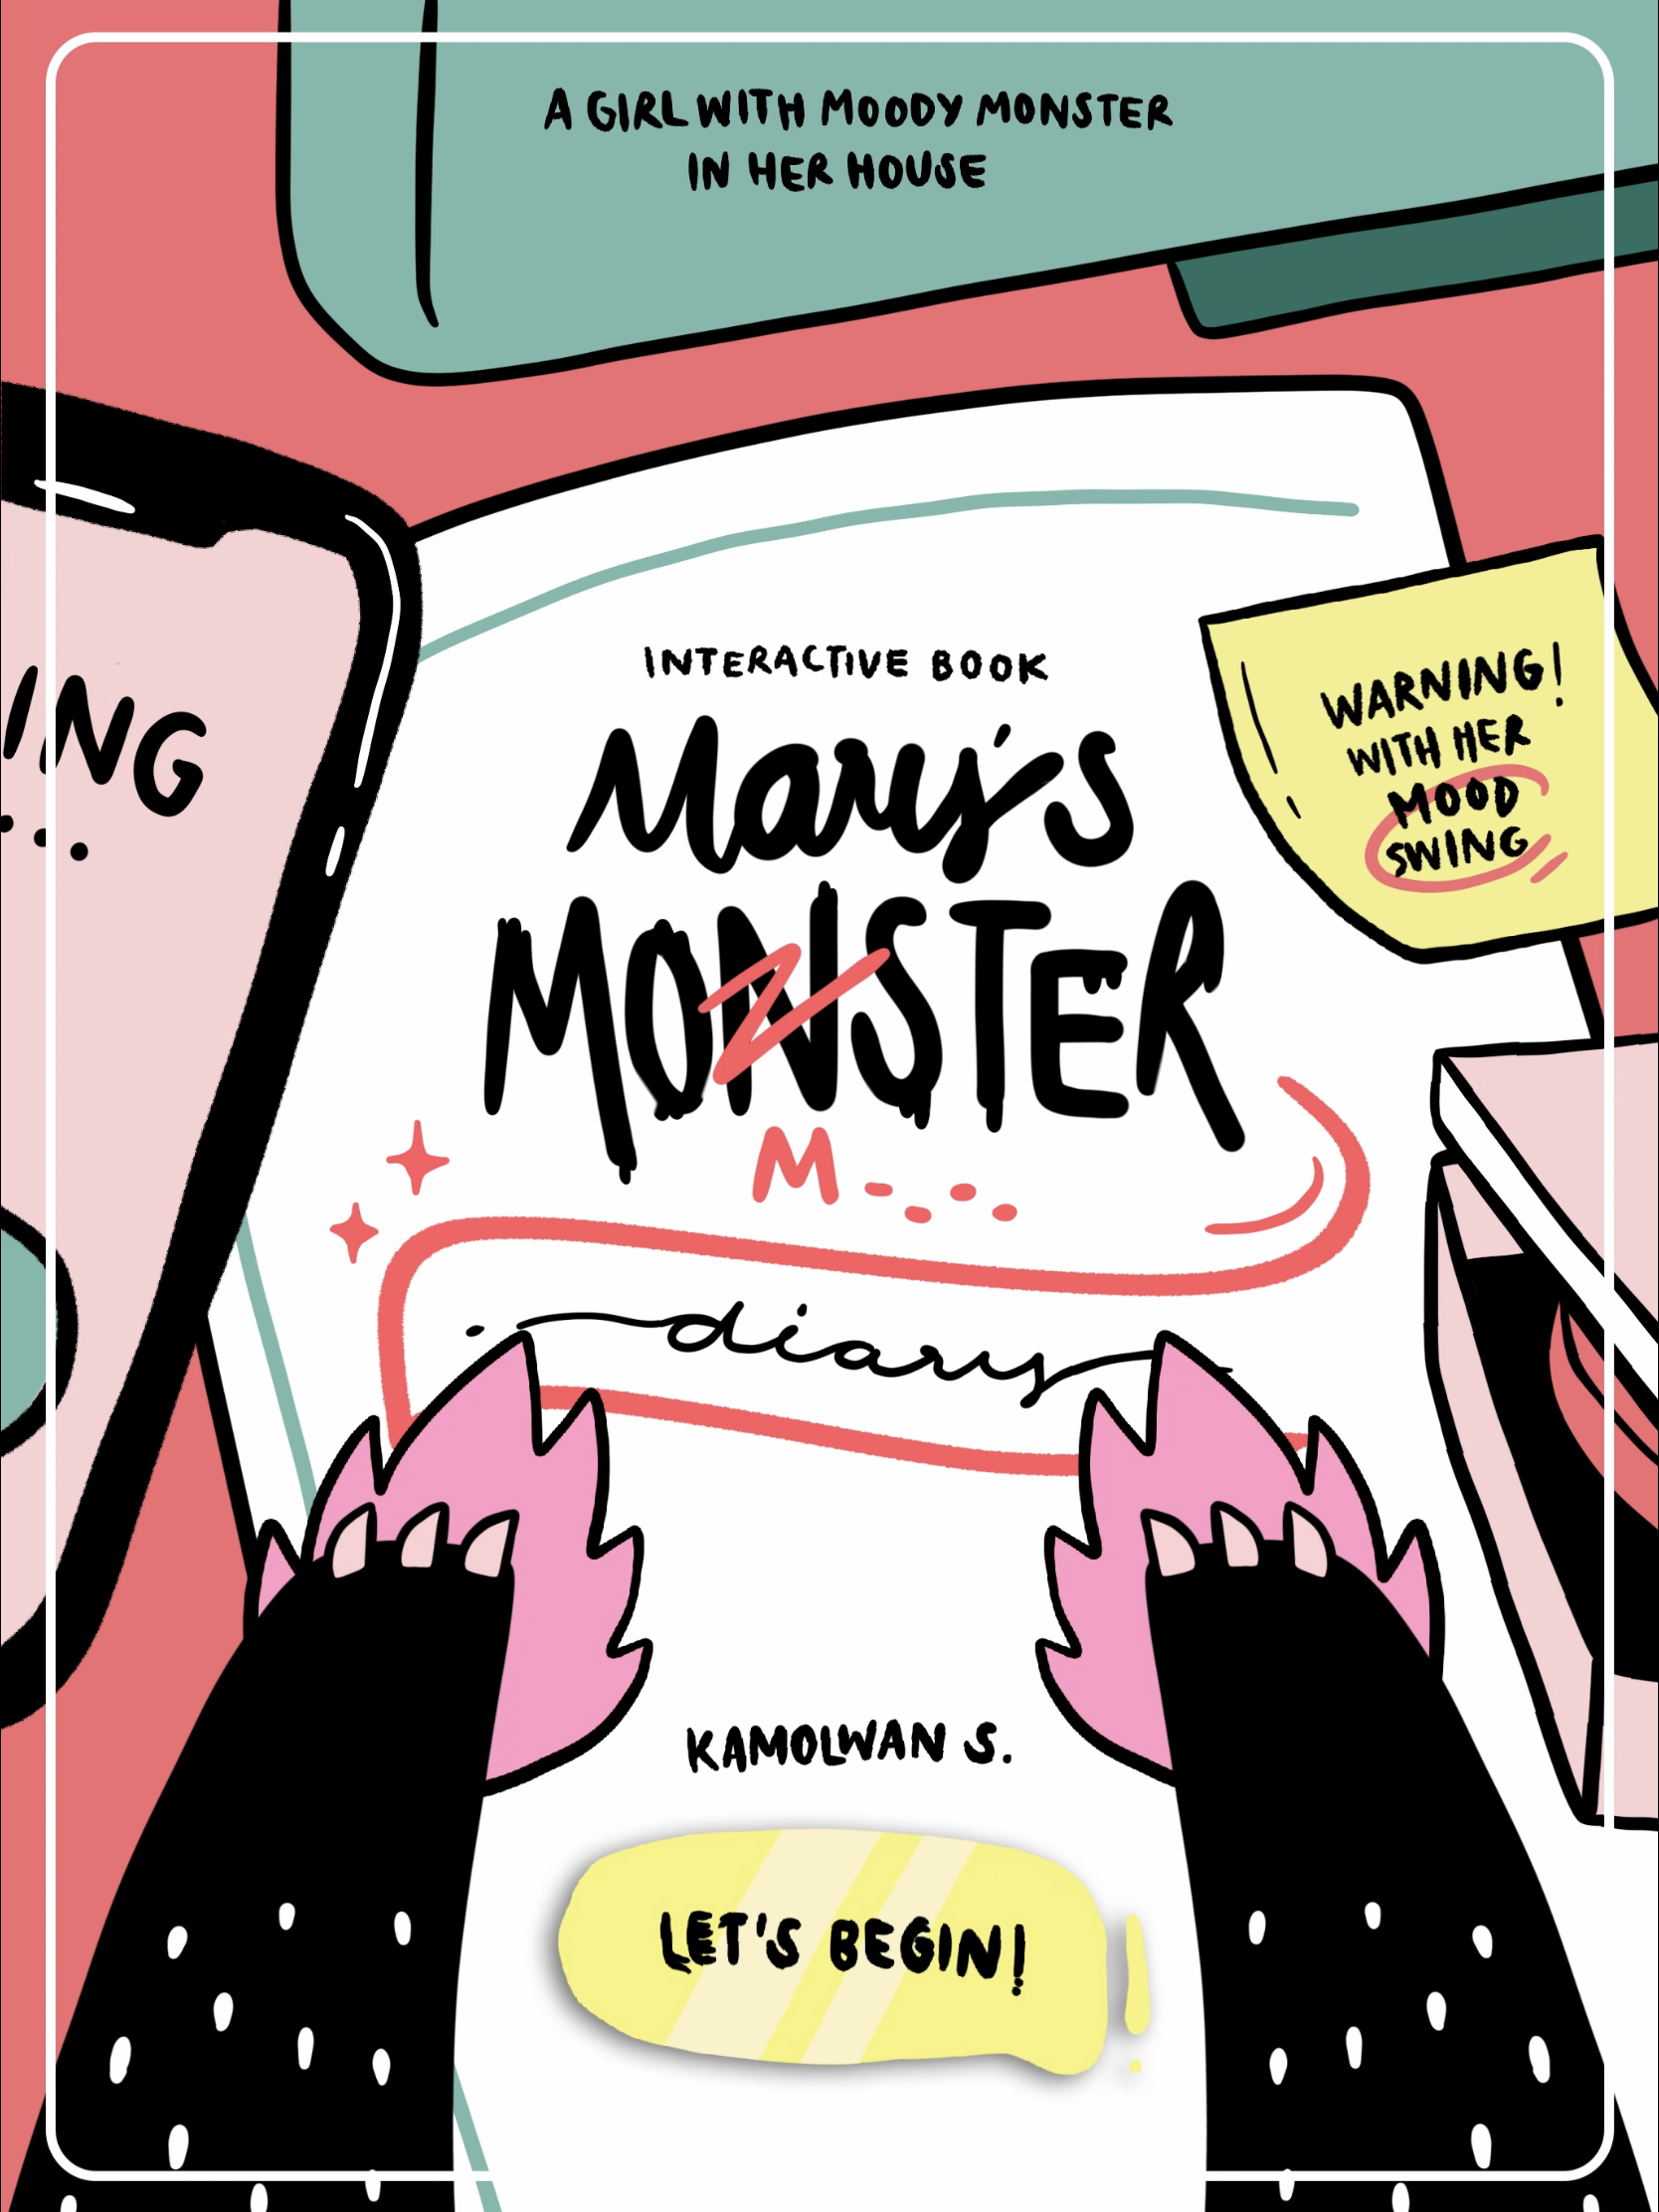 A GIRL WITH MOODY MONSTER
IN HER HOUSE
ING
...
INTERACTIVE BOOK
Mary's
MONSTER
M.....
diary
WARNING!
WITH HER
MOOD
SWING
KAMOLWAN S.
LET'S BEGIN!